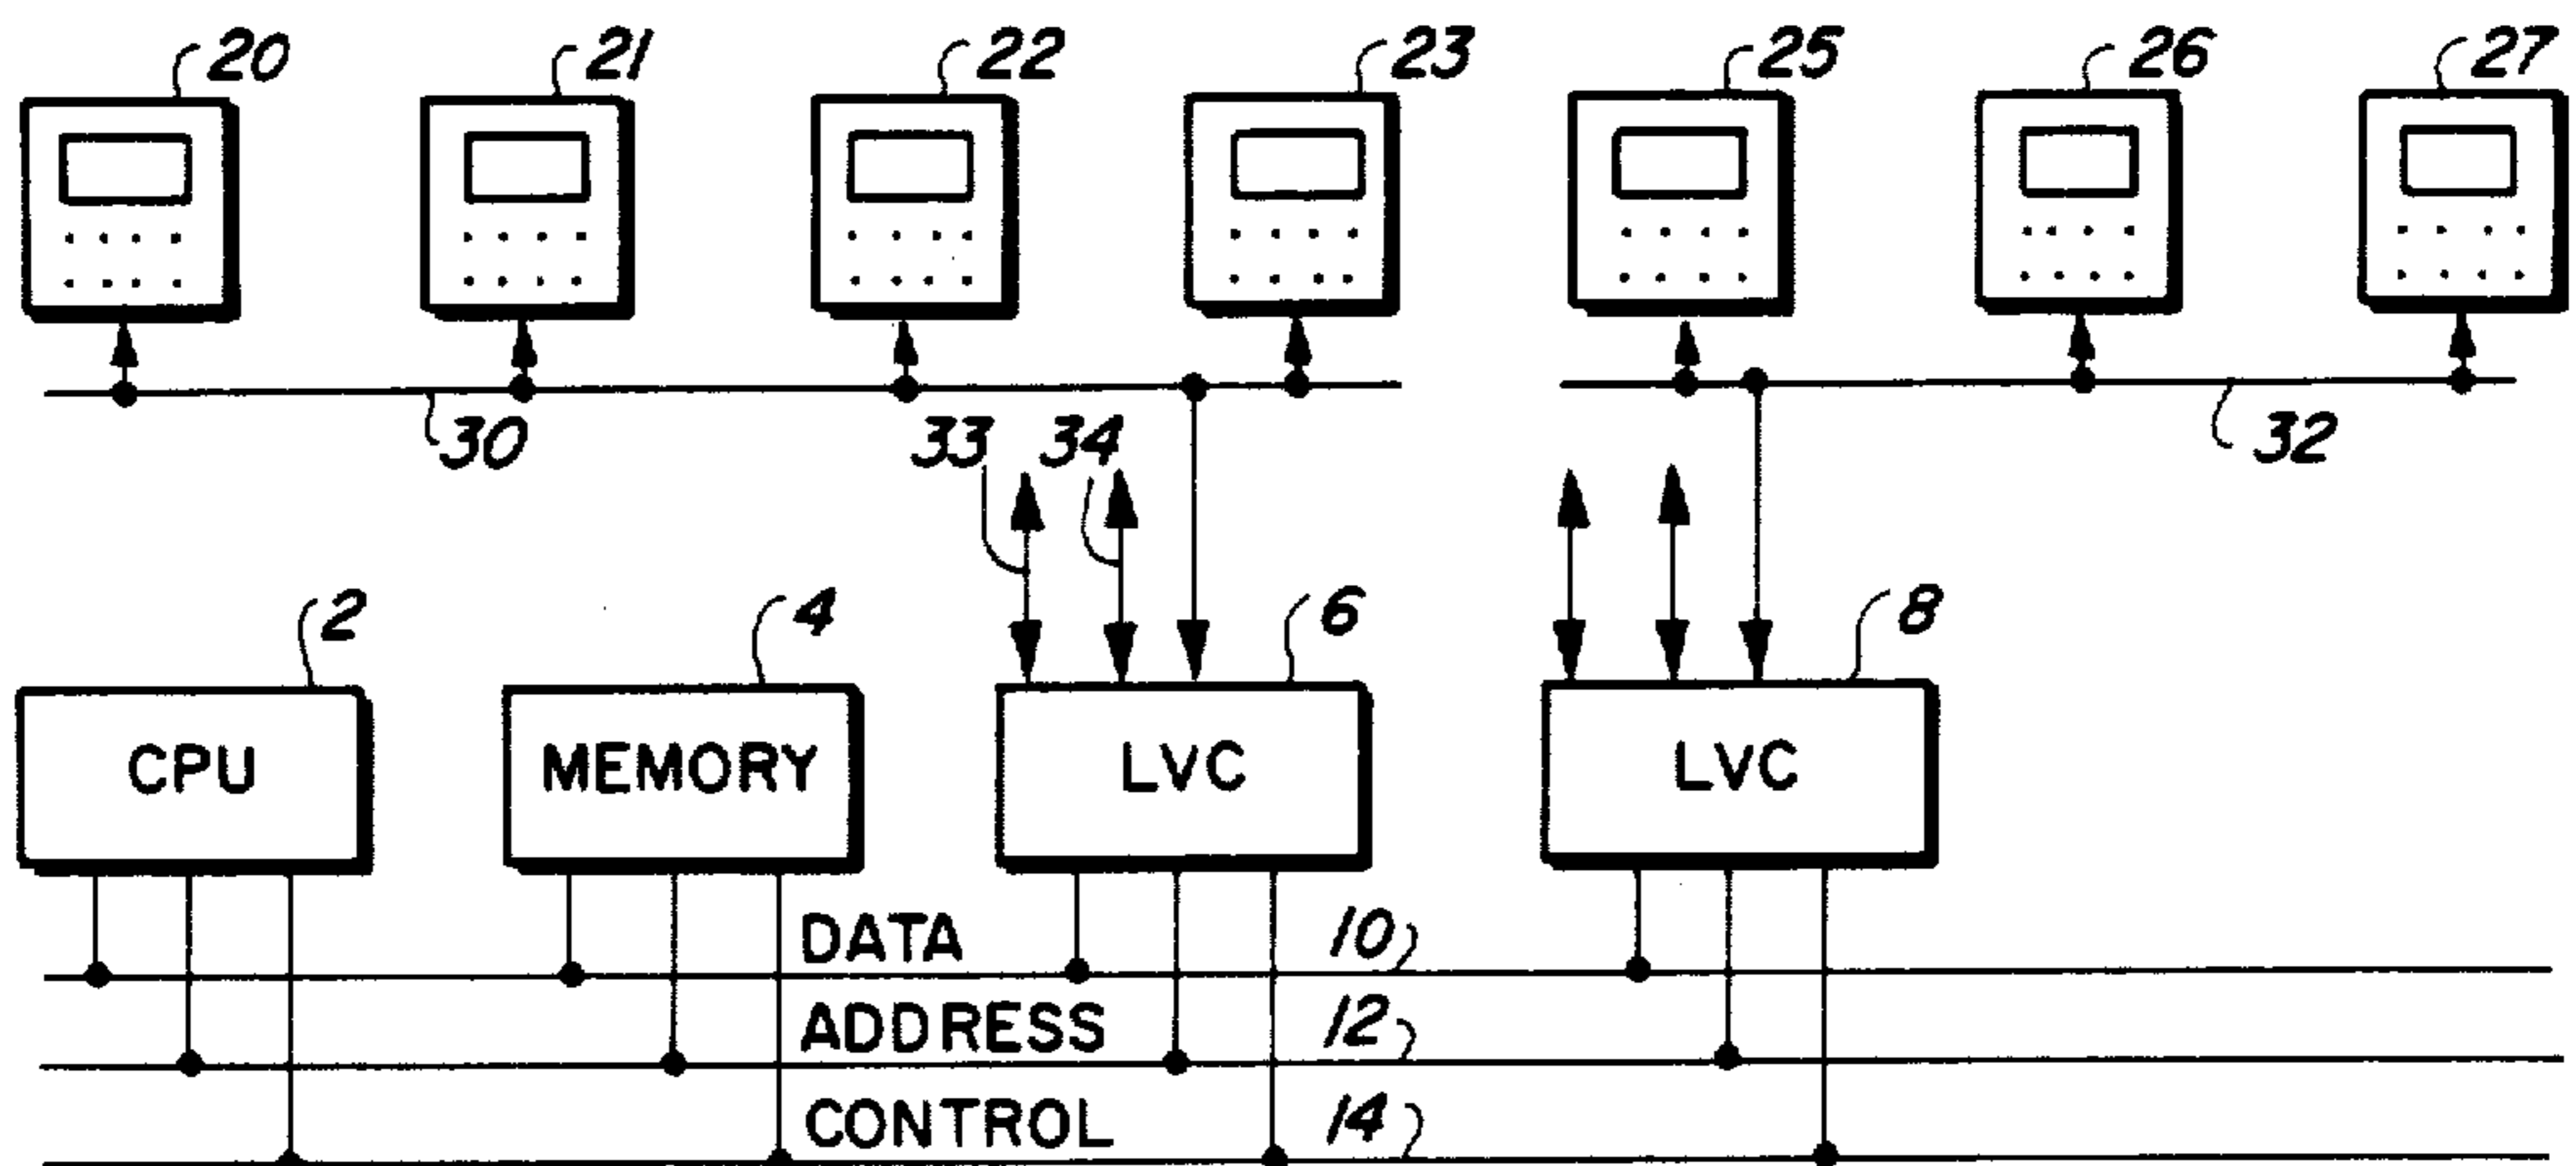 20 21 22 23 25 26 27
30 33 34 32
2 4 6 8
CPU MEMORY LVC LVC
DATA 10
ADDRESS 12
CONTROL 14